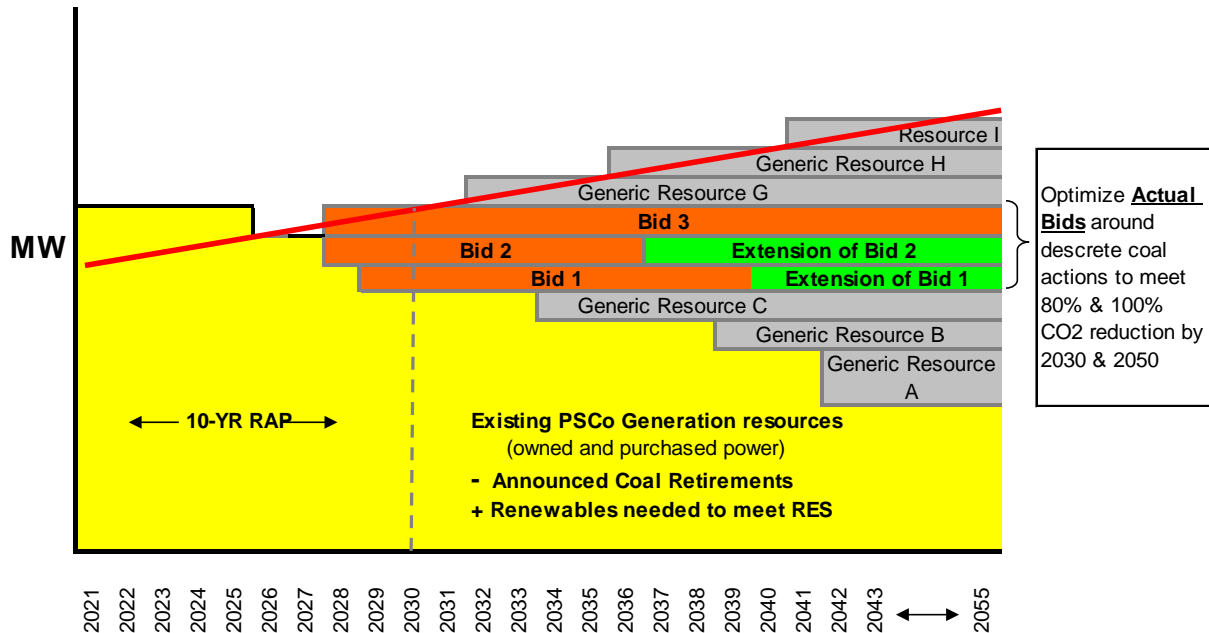 Resource I
Generic Resource H
Generic Resource G
Bid 3
MW
Bid 2
Extension of Bid 2
Bid 1
Extension of Bid 1
Generic Resource C
Generic Resource B
Generic Resource
A
Optimize Actual
Bids around
descrete coal
actions to meet
80% & 100%
CO2 reduction by
2030 & 2050
10-YR RAP
Existing PSCo Generation resources
(owned and purchased power)
- Announced Coal Retirements
+ Renewables needed to meet RES
2021
2022
2023
2024
2025
2026
2027
2028
2029
2030
2031
2032
2033
2034
2035
2036
2037
2038
2039
2040
2041
2042
2043
2055